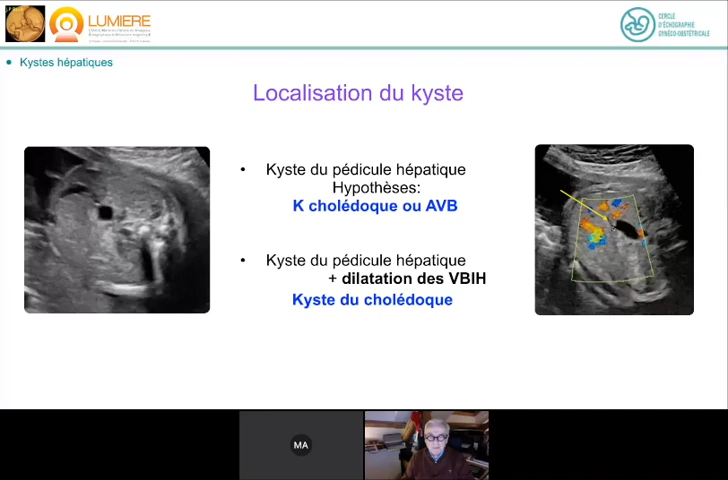 LUMIERE
CERCLE
D'ÉCHOGRAPHIE
GYNÉCO-OBSTÉTRICALE
• Kystes hépatiques
Localisation du kyste
• Kyste du pédicule hépatique
Hypothèses:
K cholédoque ou AVB
• Kyste du pédicule hépatique
+ dilatation des VBIH
Kyste du cholédoque
MA